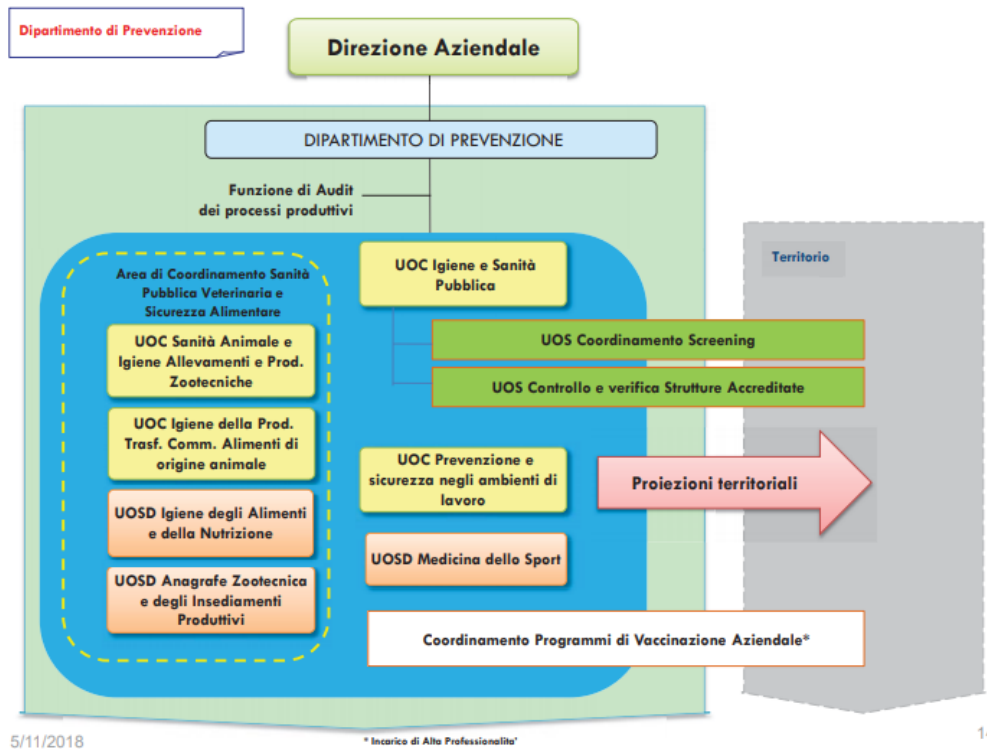 Dipartimento di Prevenzione
Direzione Aziendale
DIPARTIMENTO DI PREVENZIONE
Funzione di Audit
dei processi produttivi
Area di Coordinamento Sanità
Pubblica Veterinaria e
Sicurezza Alimentare
UOC Sanità Animale e
Igiene Allevamenti e Prod.
Zootecniche
UOC Igiene della Prod.
Trasf. Comm. Alimenti di
origine animale
UOSD Igiene degli Alimenti
e della Nutrizione
UOSD Anagrafe Zootecnica
e degli Insediamenti
Produttivi
UOC Igiene e Sanità
Pubblica
UOS Coordinamento Screening
UOS Controllo e verifica Strutture Accreditate
UOC Prevenzione e
sicurezza negli ambienti di
lavoro
UOSD Medicina dello Sport
Coordinamento Programmi di Vaccinazione Aziendale*
Territorio
Proiezioni territoriali
5/11/2018
* Incarico di Alta Professionalita'